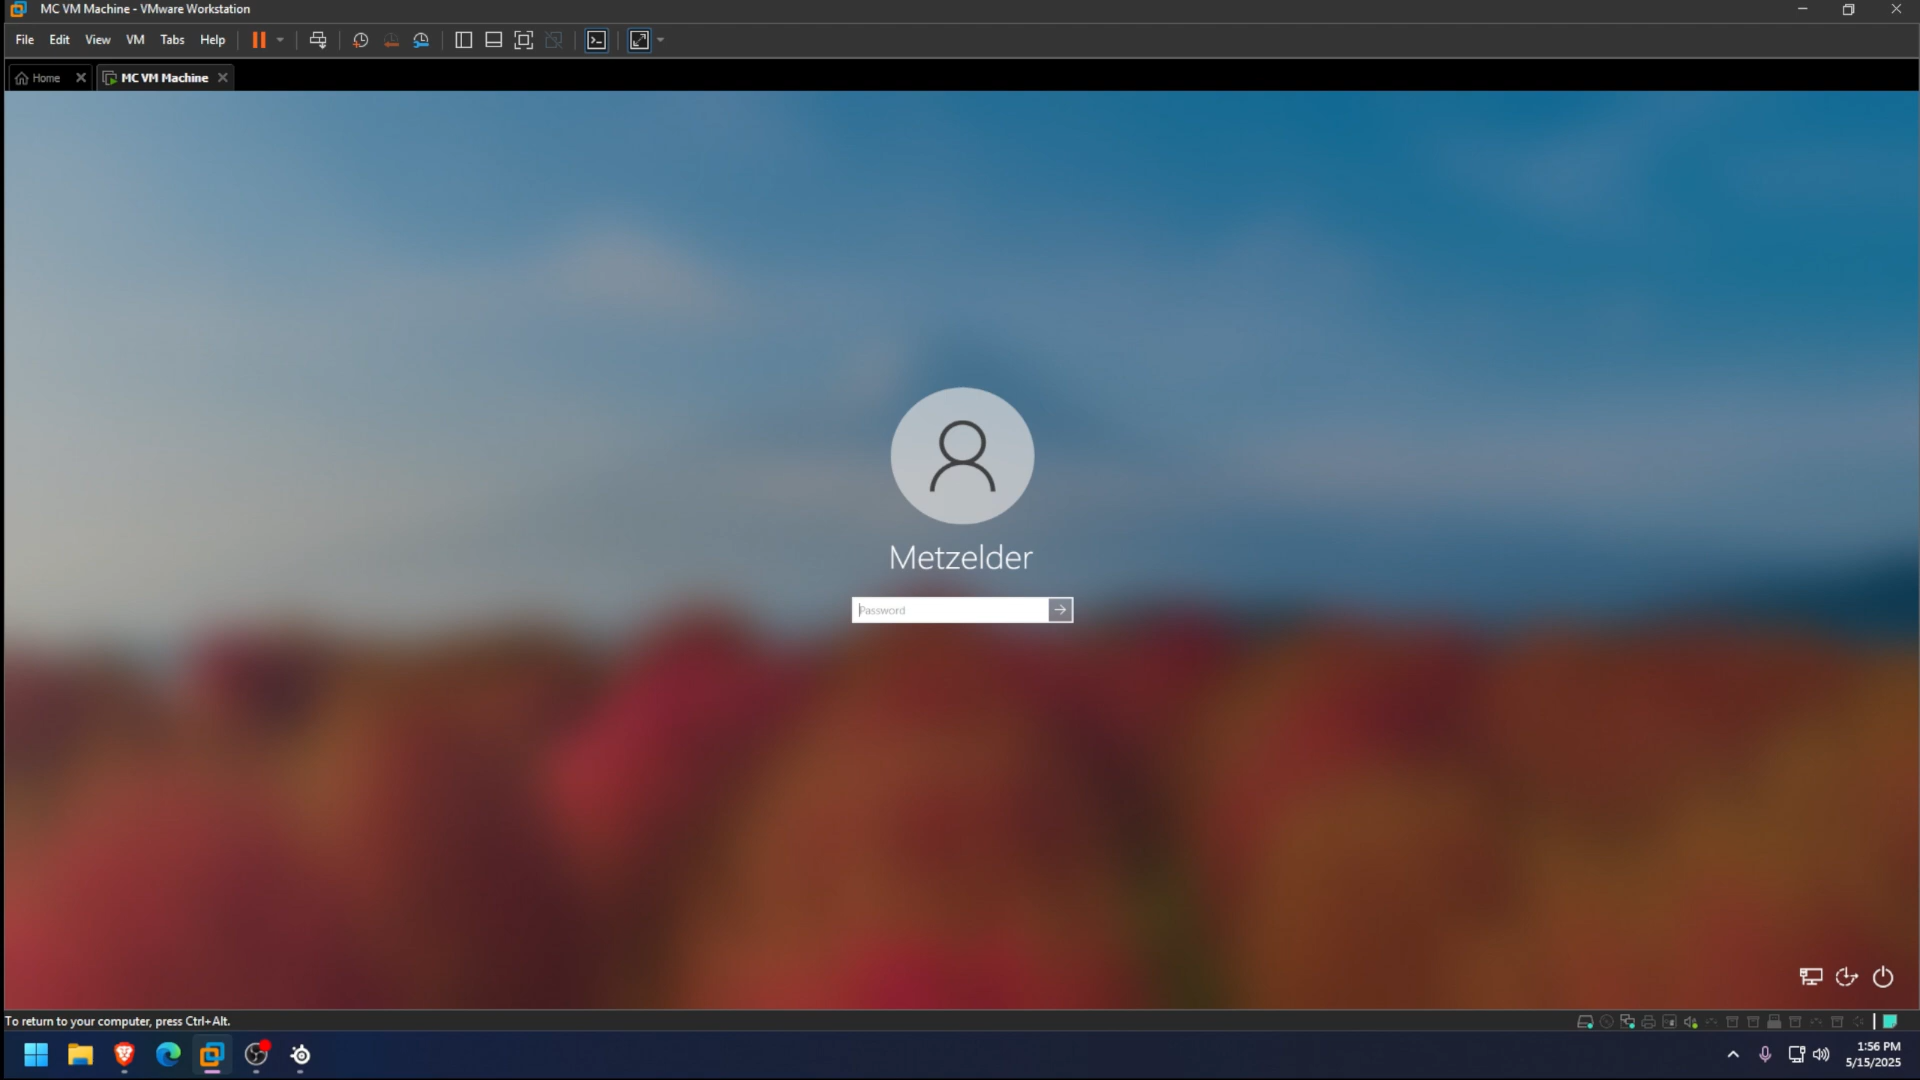 MC VM Machine - VMware Workstation
File Edit View VM Tabs Help
Home MC VM Machine
Metzelder
Password
To return to your computer, press Ctrl+Alt.
1:56 PM
5/15/2025